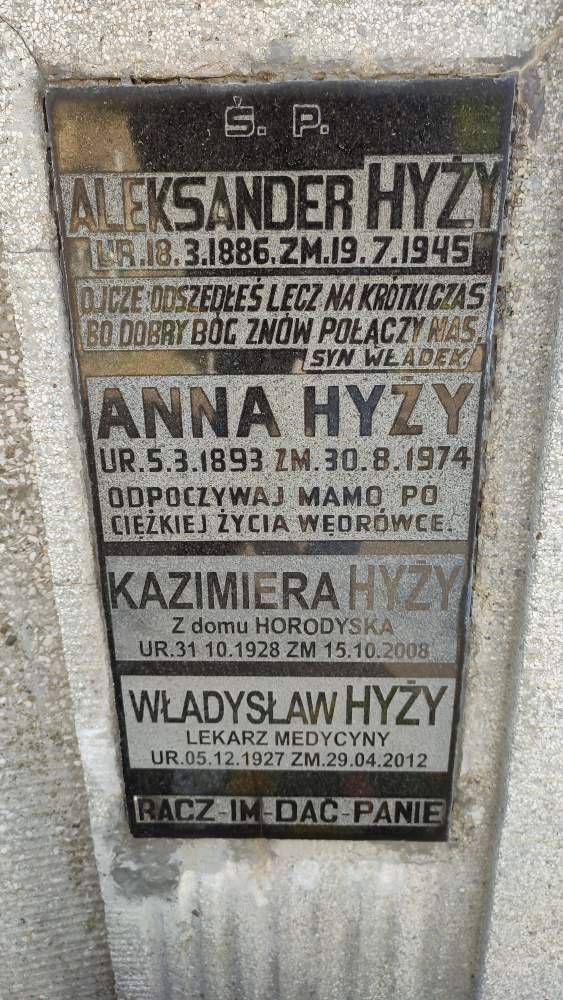 Ś. P.
ALEKSANDER HYŻY
UR.18.3.1886.ZM.19.7.1945
OJCZE ODSZEDŁEŚ LECZ NA KRÓTKI CZAS
BO DOBRY BÓG ZNÓW POŁĄCZY NAS.
SYN WŁADEK.
ANNA HYŻY
UR.5.3.1893 ZM.30.8.1974
ODPOCZYWAJ MAMO PO
CIĘŻKIEJ ŻYCIA WĘDRÓWCE.
KAZIMIERA HYŻY
Z domu HORODYSKA
UR.31 10.1928 ZM 15.10.2008
WŁADYSŁAW HYŻY
LEKARZ MEDYCYNY
UR.05.12.1927 ZM.29.04.2012
RACZ-IM-DAĆ-PANIE